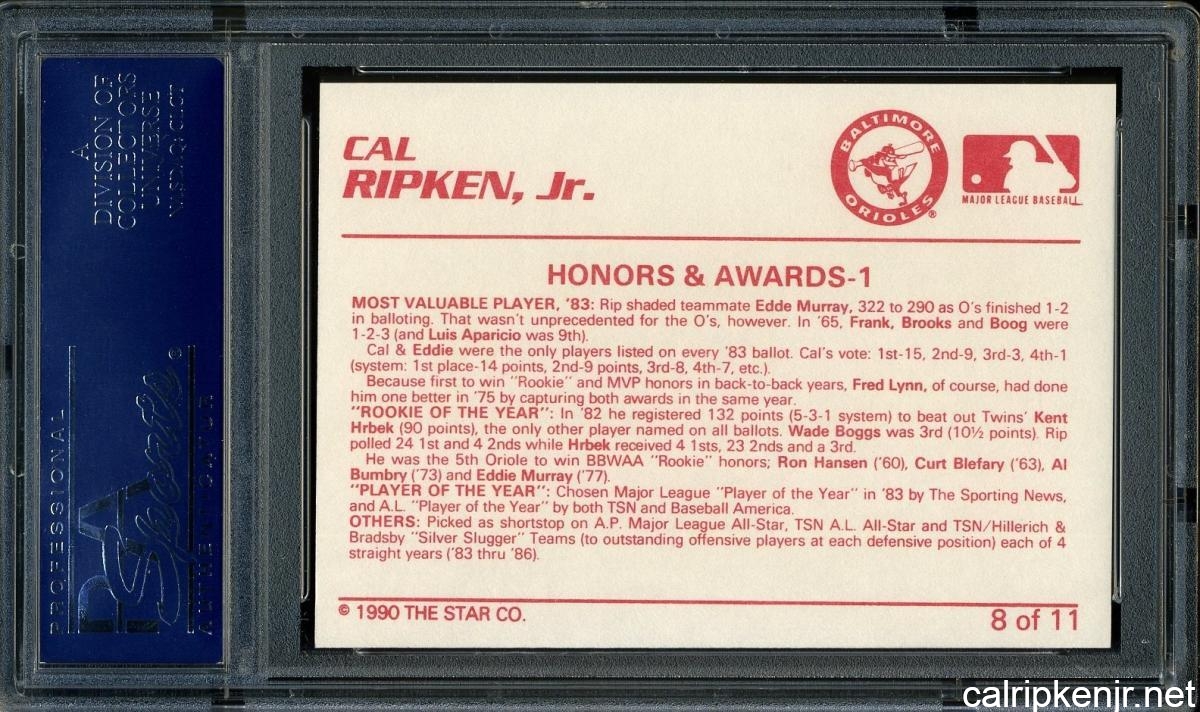 A
DIVISION OF
COLLECTORS
UNIVERSE
NASDAQ: CLCT
PROFESSIONAL
PSA
Sports®
AUTHENTICATOR
CAL
RIPKEN, Jr.
BALTIMORE
ORIOLES®
MAJOR LEAGUE BASEBALL
HONORS & AWARDS-1
MOST VALUABLE PLAYER, '83: Rip shaded teammate Edde Murray, 322 to 290 as O's finished 1-2
in balloting. That wasn't unprecedented for the O's, however. In '65, Frank, Brooks and Boog were
1-2-3 (and Luis Aparicio was 9th).
Cal & Eddie were the only players listed on every '83 ballot. Cal's vote: 1st-15, 2nd-9, 3rd-3, 4th-1
(system: 1st place-14 points, 2nd-9 points, 3rd-8, 4th-7, etc.).
Because first to win "Rookie" and MVP honors in back-to-back years, Fred Lynn, of course, had done
him one better in '75 by capturing both awards in the same year.
"ROOKIE OF THE YEAR": In '82 he registered 132 points (5-3-1 system) to beat out Twins' Kent
Hrbek (90 points), the only other player named on all ballots. Wade Boggs was 3rd (10½ points). Rip
polled 24 1st and 4 2nds while Hrbek received 4 1sts, 23 2nds and a 3rd.
He was the 5th Oriole to win BBWAA "Rookie" honors; Ron Hansen ('60), Curt Blefary ('63), Al
Bumbry ('73) and Eddie Murray ('77).
"PLAYER OF THE YEAR": Chosen Major League "Player of the Year" in '83 by The Sporting News,
and A.L. "Player of the Year" by both TSN and Baseball America.
OTHERS: Picked as shortstop on A.P. Major League All-Star, TSN A.L. All-Star and TSN/Hillerich &
Bradsby "Silver Slugger" Teams (to outstanding offensive players at each defensive position) each of 4
straight years ('83 thru '86).
© 1990 THE STAR CO.
8 of 11
calripkenjr.net